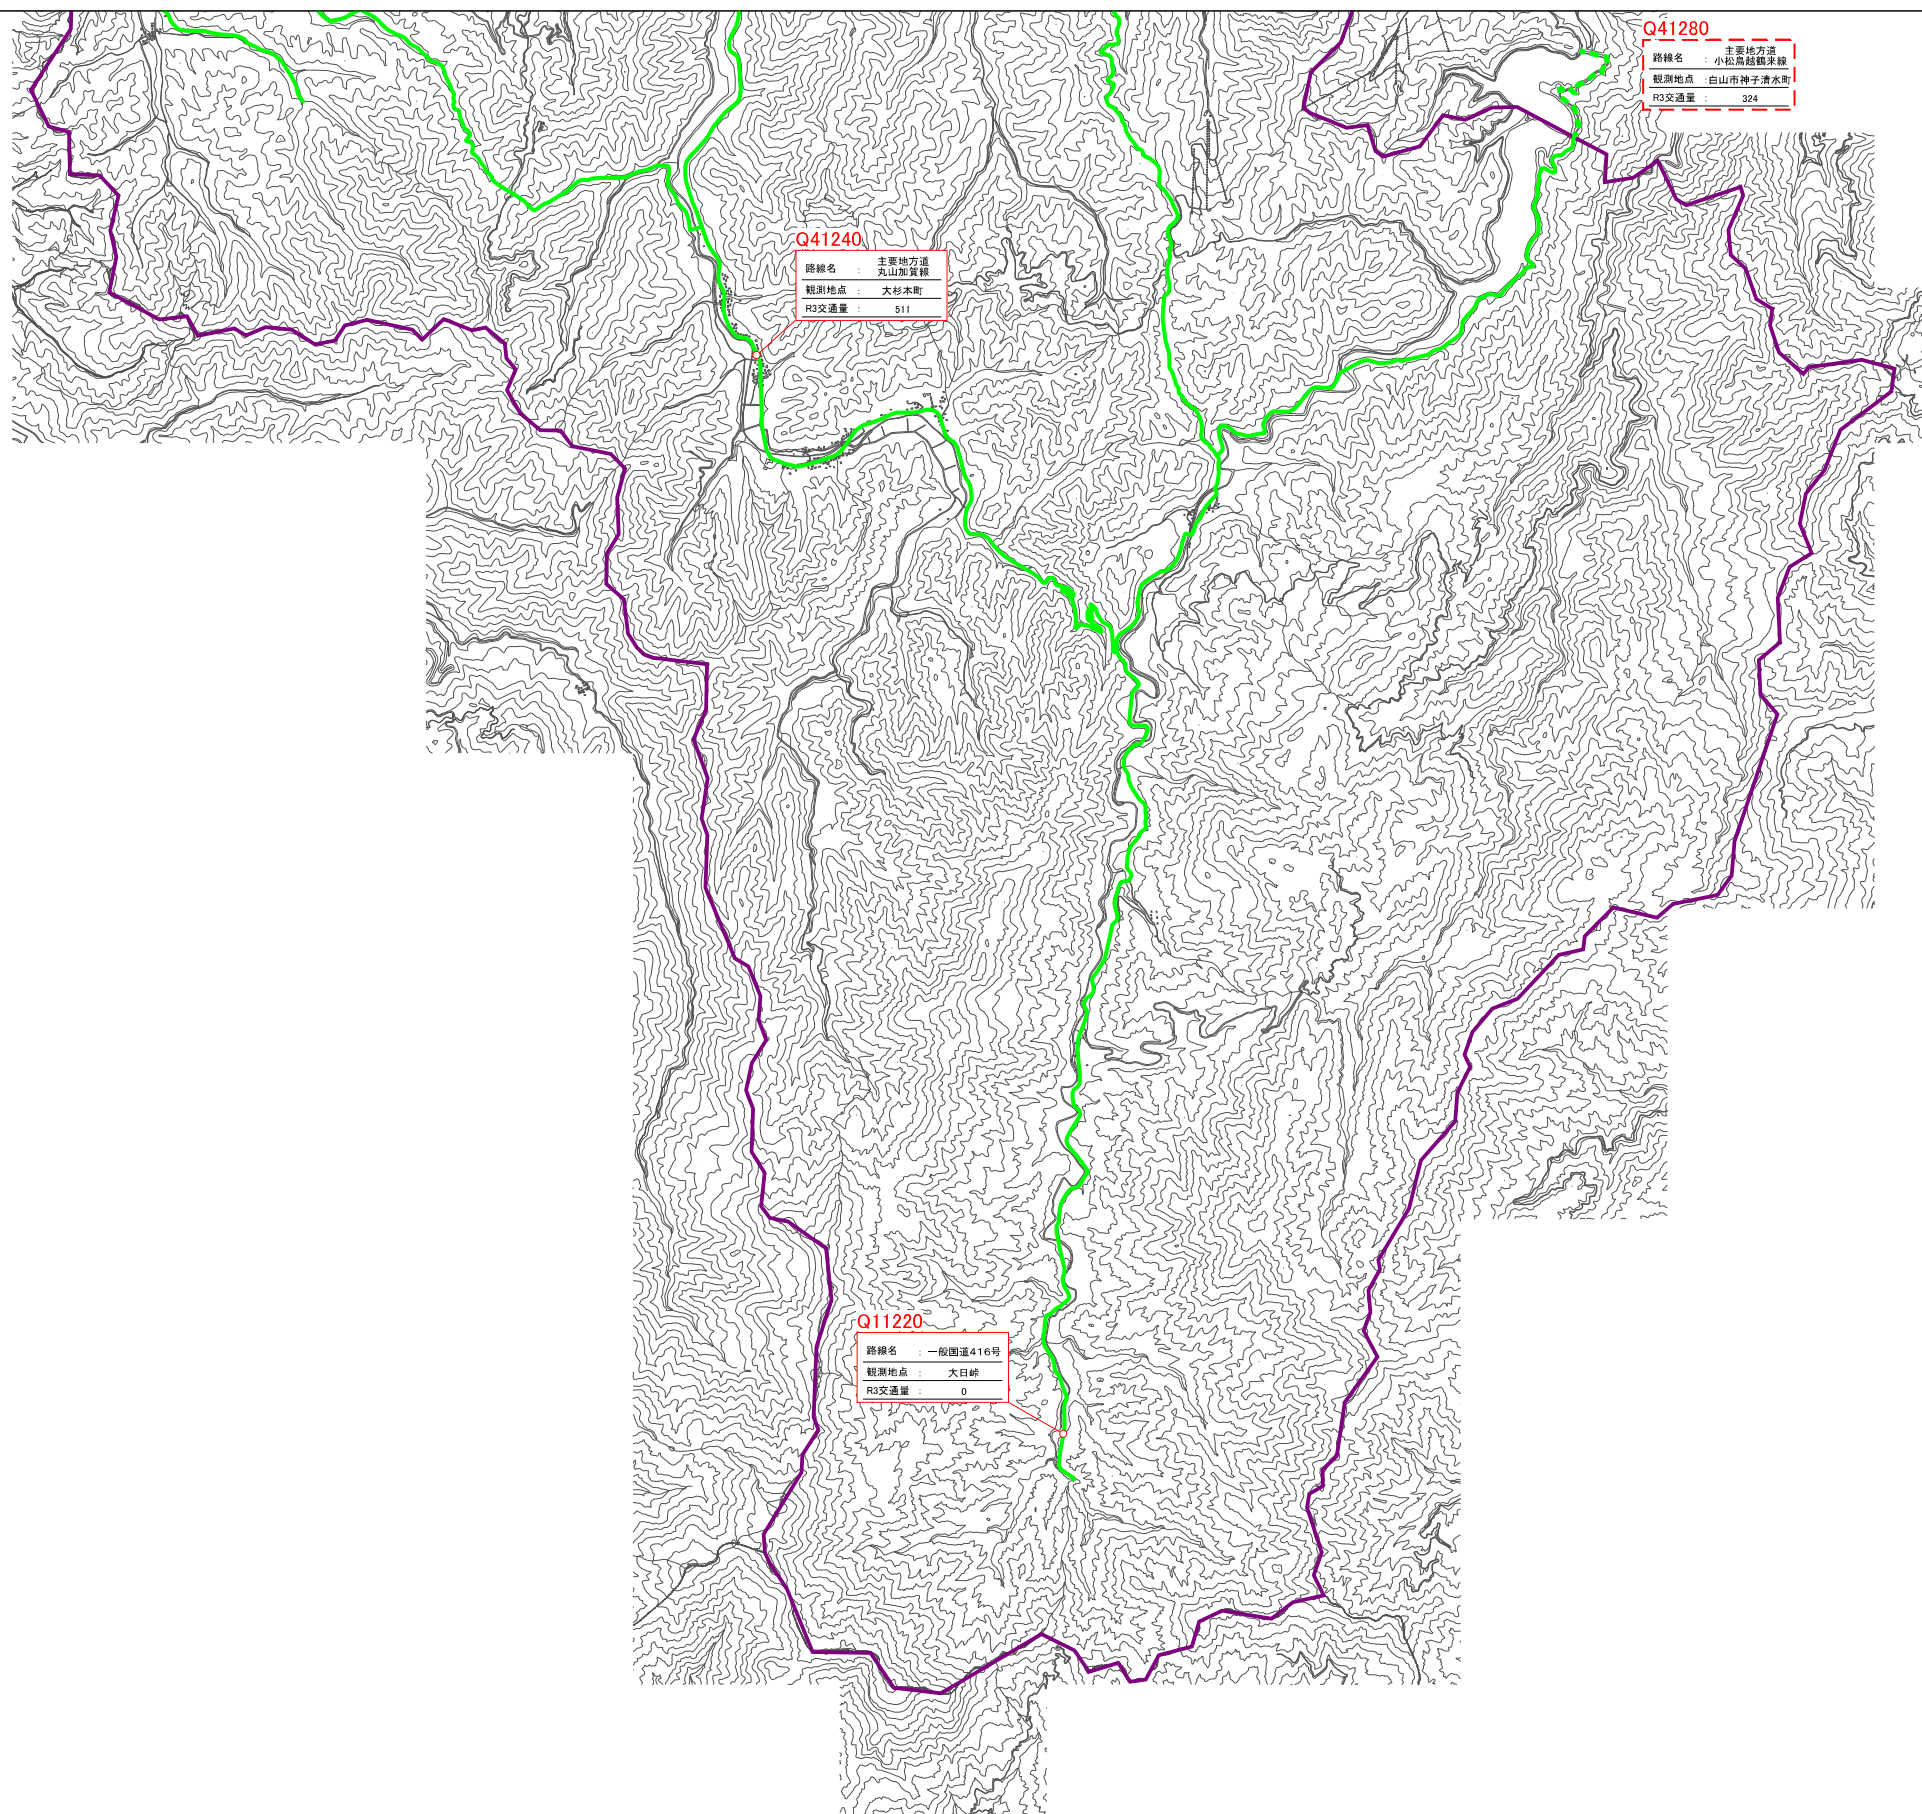 Q41280
路線名 : 主要地方道
小松鳥越鶴来線
観測地点 : 白山市神子清水町
R3交通量 : 324
Q41240
路線名 : 主要地方道
丸山加賀線
観測地点 : 大杉本町
R3交通量 : 511
Q11220
路線名 : 一般国道416号
観測地点 : 大日峠
R3交通量 : 0